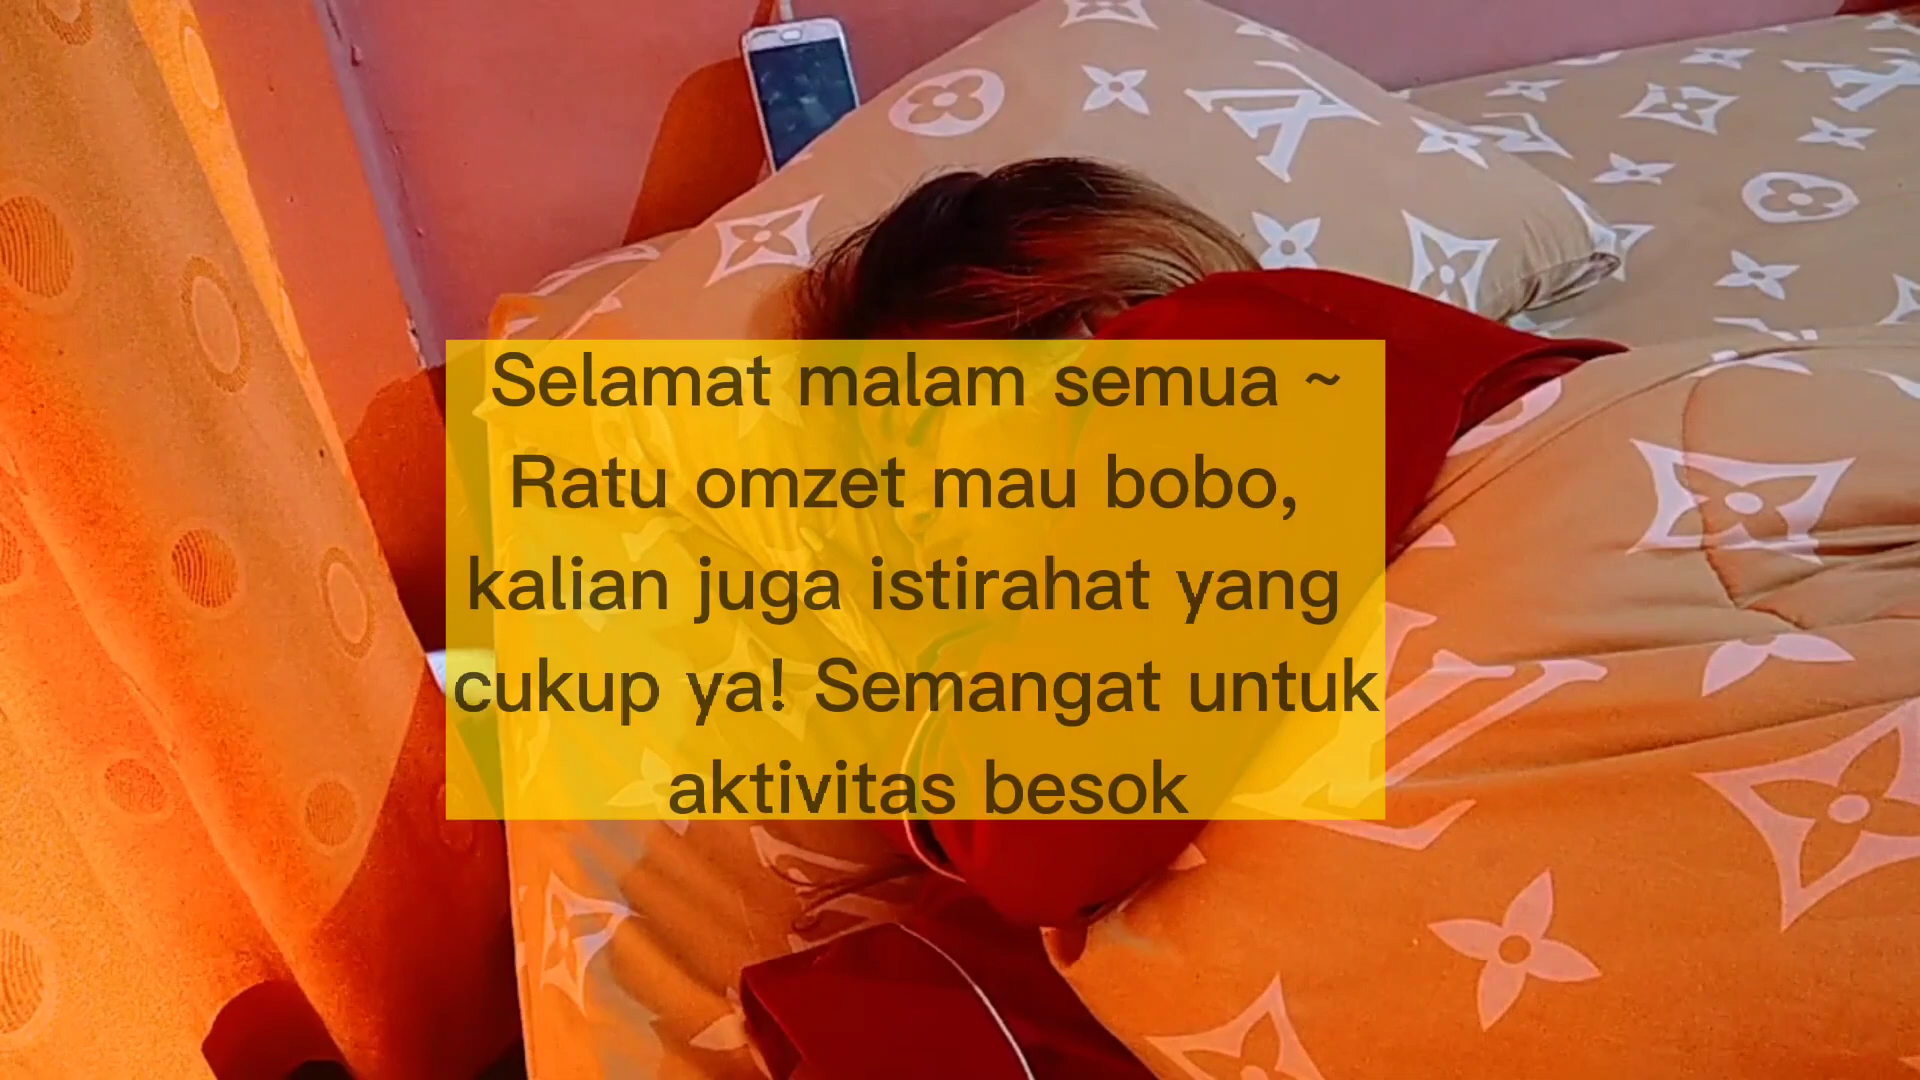 Selamat malam semua ~
Ratu omzet mau bobo,
kalian juga istirahat yang
cukup ya! Semangat untuk
aktivitas besok